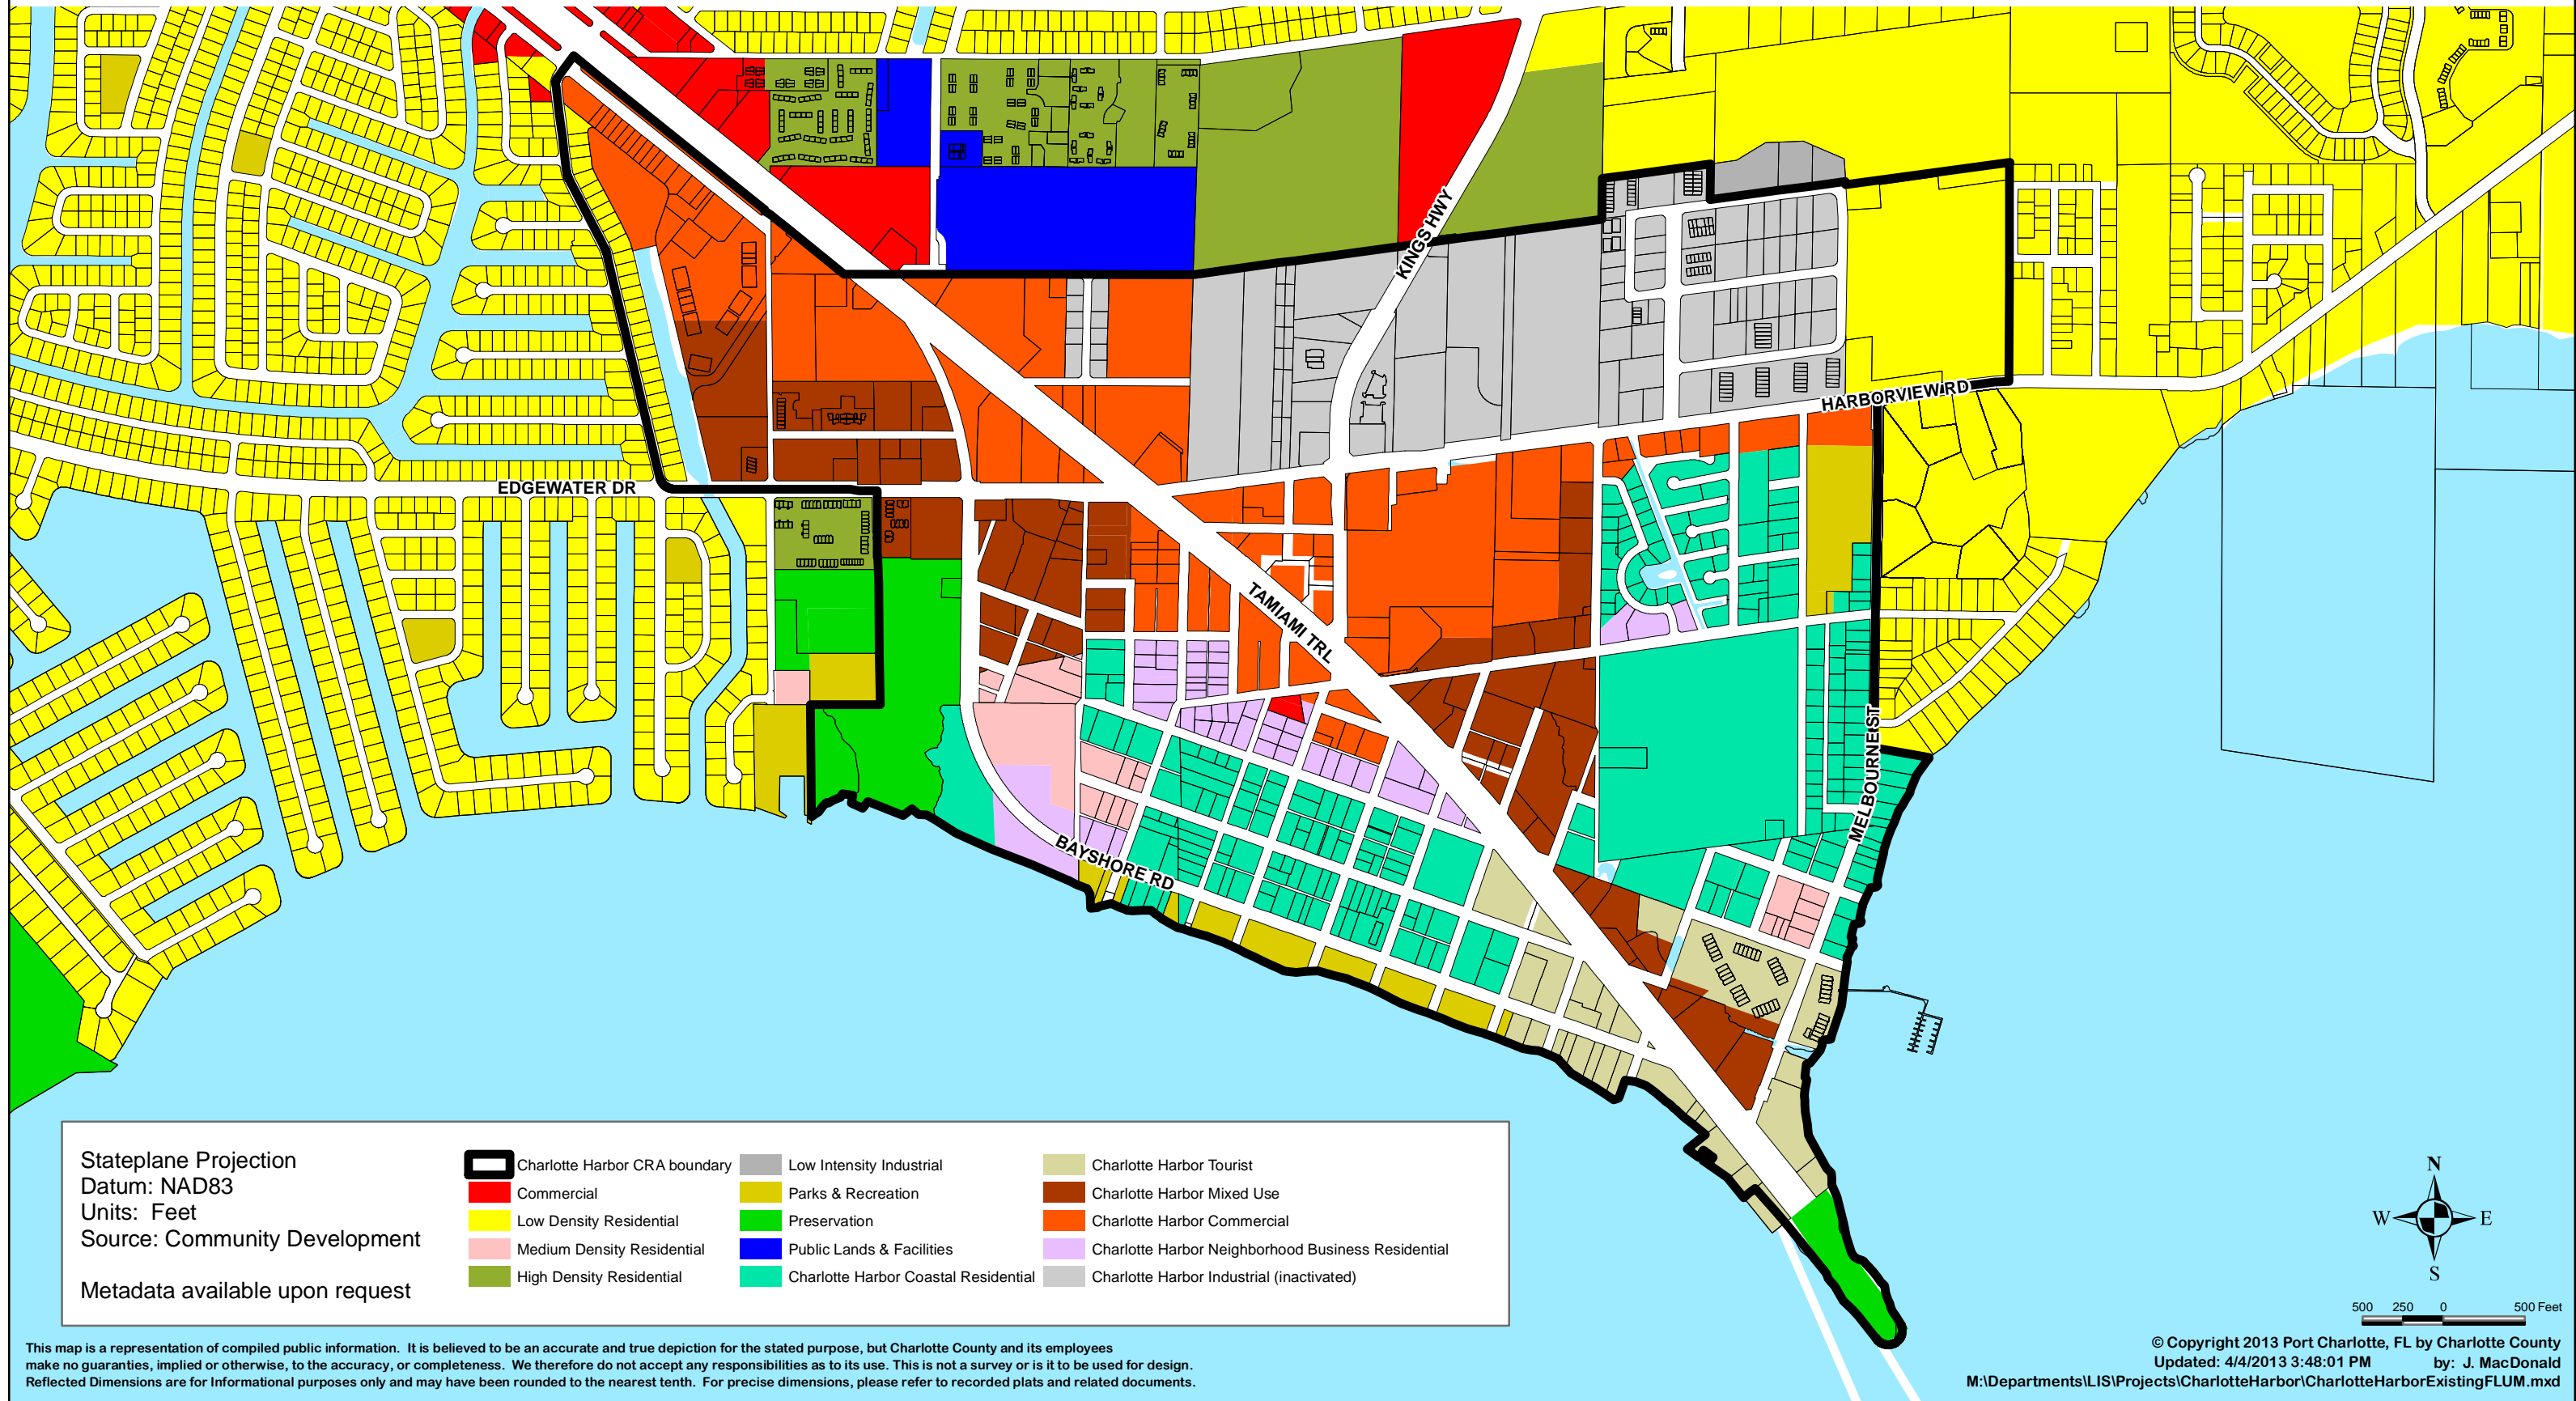 KINGS HWY
HARBORVIEW RD
EDGEWATER DR
TAMIAMI TRL
MELBOURNE ST
BAYSHORE RD
Stateplane Projection
Datum: NAD83
Units: Feet
Source: Community Development
Metadata available upon request
Charlotte Harbor CRA boundary
Commercial
Low Density Residential
Medium Density Residential
High Density Residential
Low Intensity Industrial
Parks & Recreation
Preservation
Public Lands & Facilities
Charlotte Harbor Coastal Residential
Charlotte Harbor Tourist
Charlotte Harbor Mixed Use
Charlotte Harbor Commercial
Charlotte Harbor Neighborhood Business Residential
Charlotte Harbor Industrial (inactivated)
N
W E
S
500 250 0 500 Feet
This map is a representation of compiled public information. It is believed to be an accurate and true depiction for the stated purpose, but Charlotte County and its employees
make no guaranties, implied or otherwise, to the accuracy, or completeness. We therefore do not accept any responsibilities as to its use. This is not a survey or is it to be used for design.
Reflected Dimensions are for Informational purposes only and may have been rounded to the nearest tenth. For precise dimensions, please refer to recorded plats and related documents.
© Copyright 2013 Port Charlotte, FL by Charlotte County
Updated: 4/4/2013 3:48:01 PM by: J. MacDonald
M:\Departments\LIS\Projects\CharlotteHarbor\CharlotteHarborExistingFLUM.mxd